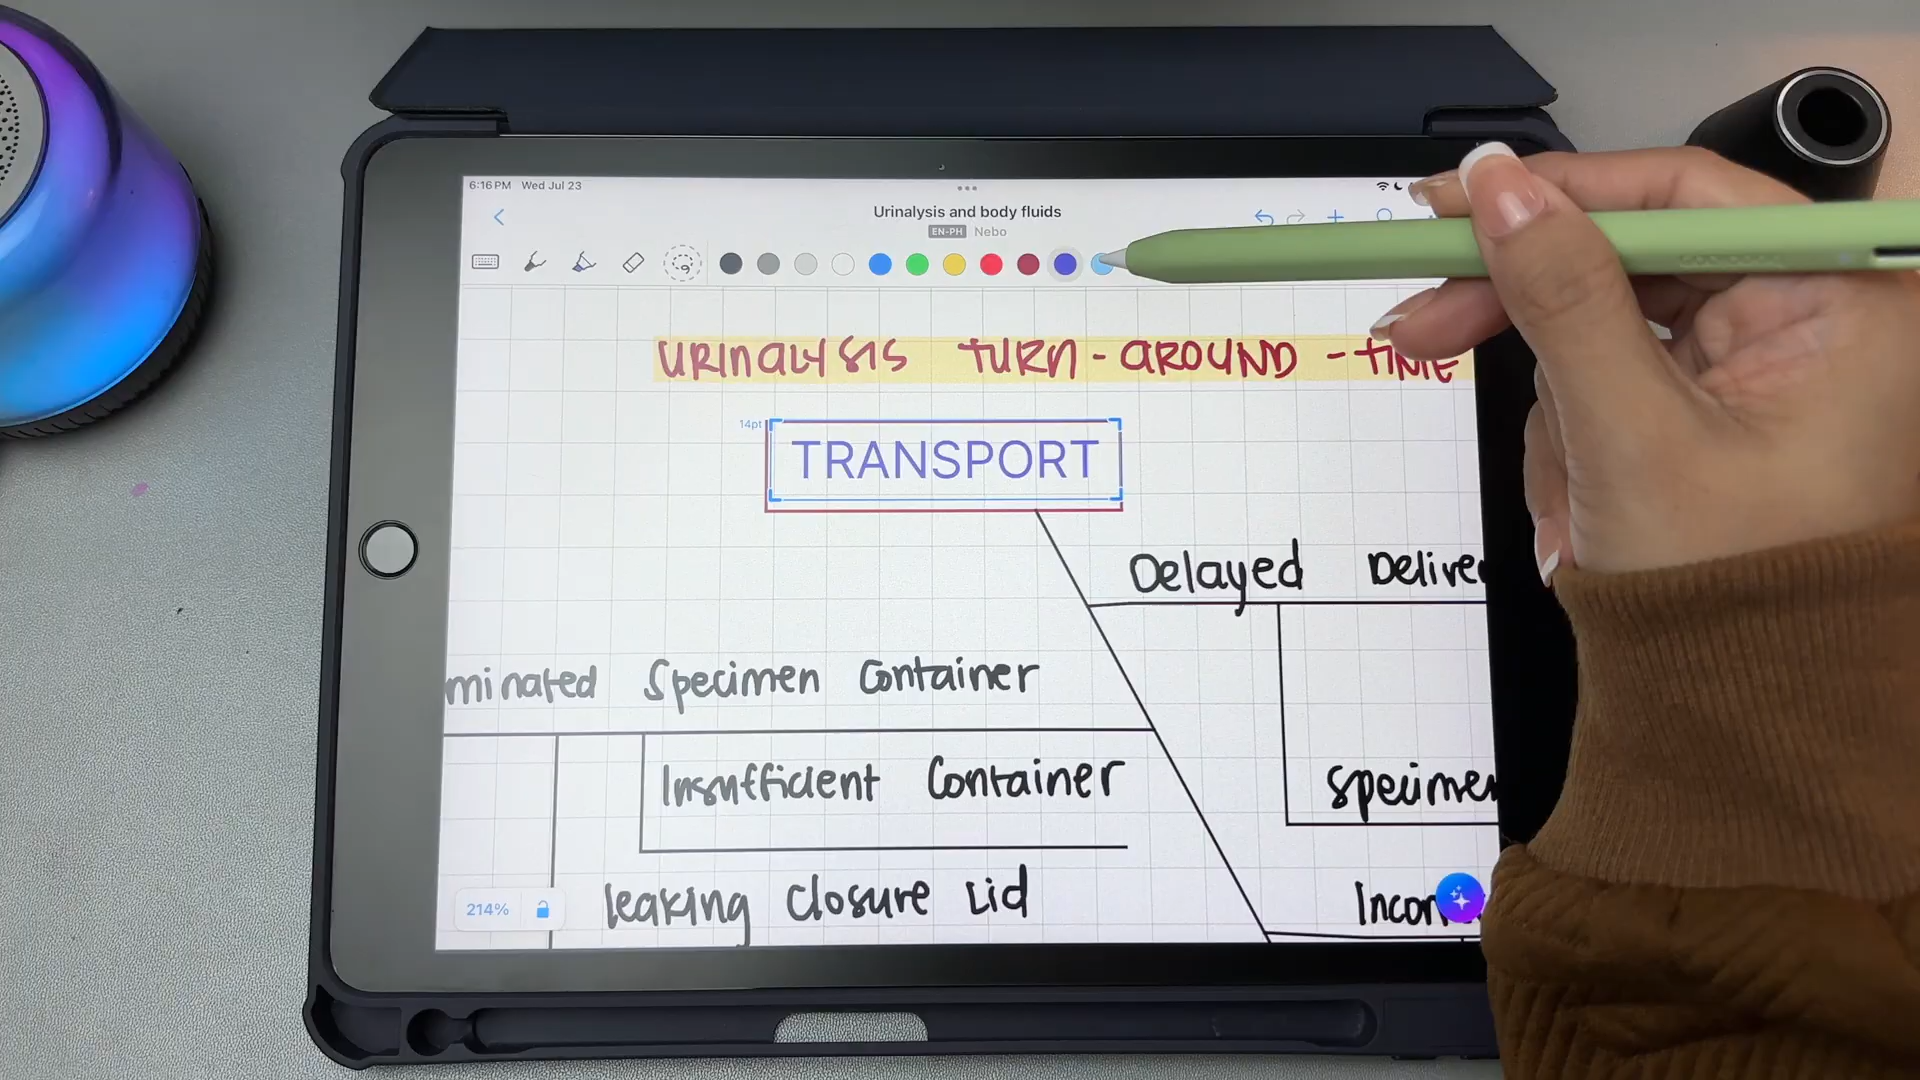 6:16 PM Wed Jul 23
Urinalysis and body fluids
EN-PH Nebo
URINALYSIS TURN-AROUND-TIME
14pt
TRANSPORT
Delayed
minated Specimen Container
Insufficient Container
leaking Closure Lid
214%